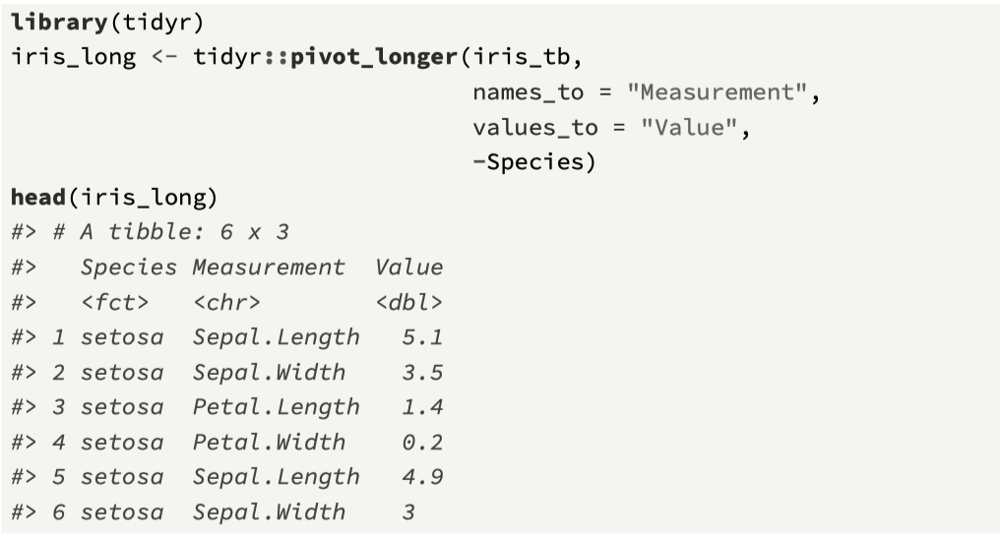 library(tidyr)
iris_long <- tidyr::pivot_longer(iris_tb,
                                 names_to = "Measurement",
                                 values_to = "Value",
                                 -Species)
head(iris_long)
#> # A tibble: 6 x 3
#>   Species Measurement  Value
#>   <fct>   <chr>        <dbl>
#> 1 setosa  Sepal.Length   5.1
#> 2 setosa  Sepal.Width    3.5
#> 3 setosa  Petal.Length   1.4
#> 4 setosa  Petal.Width    0.2
#> 5 setosa  Sepal.Length   4.9
#> 6 setosa  Sepal.Width    3